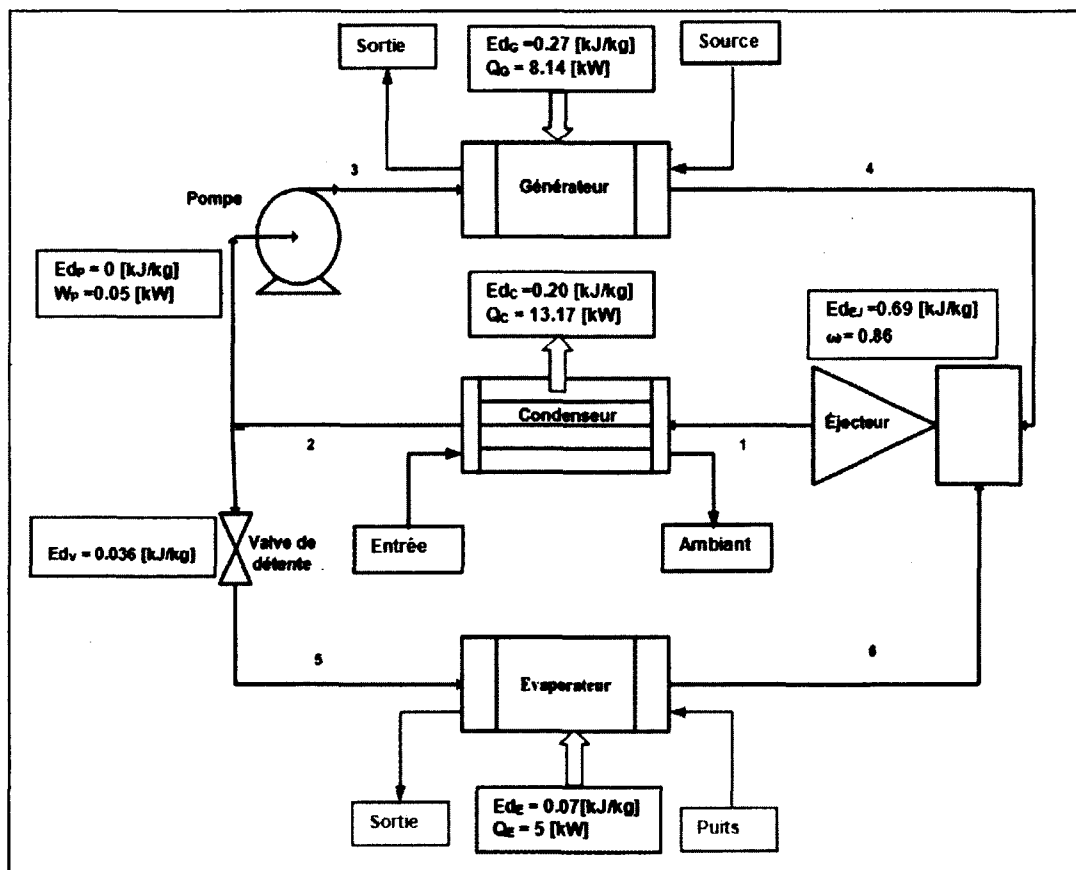 Sortie
Ed_G =0.27 [kJ/kg]
Q_G = 8.14 [kW]
Source
3
Générateur
4
Pompe
Ed_P = 0 [kJ/kg]
W_P =0.05 [kW]
Ed_C =0.20 [kJ/kg]
Q_C = 13.17 [kW]
Ed_EJ =0.69 [kJ/kg]
ω = 0.86
Condenseur
Éjecteur
2
1
Entrée
Ambiant
Ed_V = 0.036 [kJ/kg]
Valve de
détente
5
6
Evaporateur
Sortie
Ed_E = 0.07[kJ/kg]
Q_E = 5 [kW]
Puits